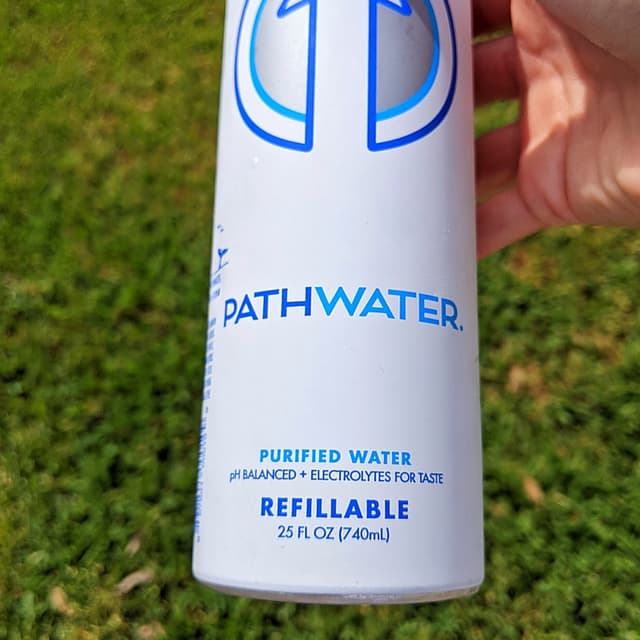 PATHWATER.
PURIFIED WATER
pH BALANCED + ELECTROLYTES FOR TASTE
REFILLABLE
25 FL OZ (740mL)